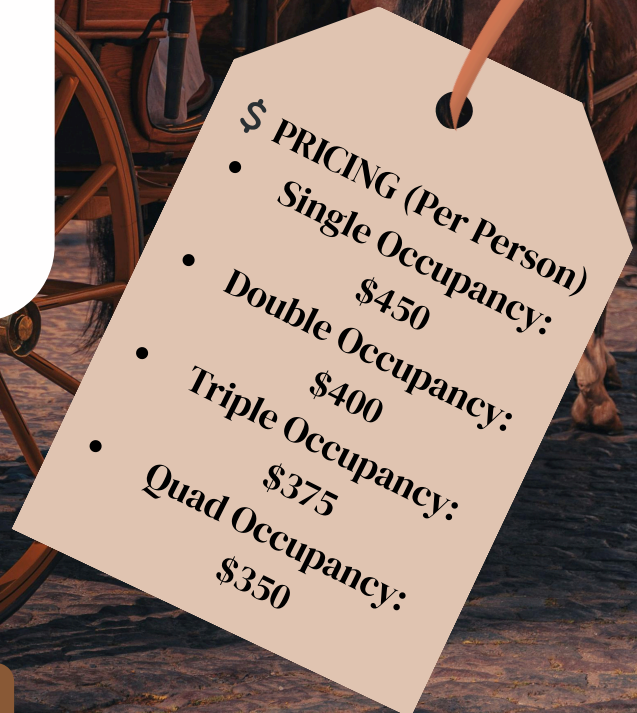 $ PRICING (Per Person)
• Single Occupancy:
$450
• Double Occupancy:
$400
• Triple Occupancy:
$375
• Quad Occupancy:
$350